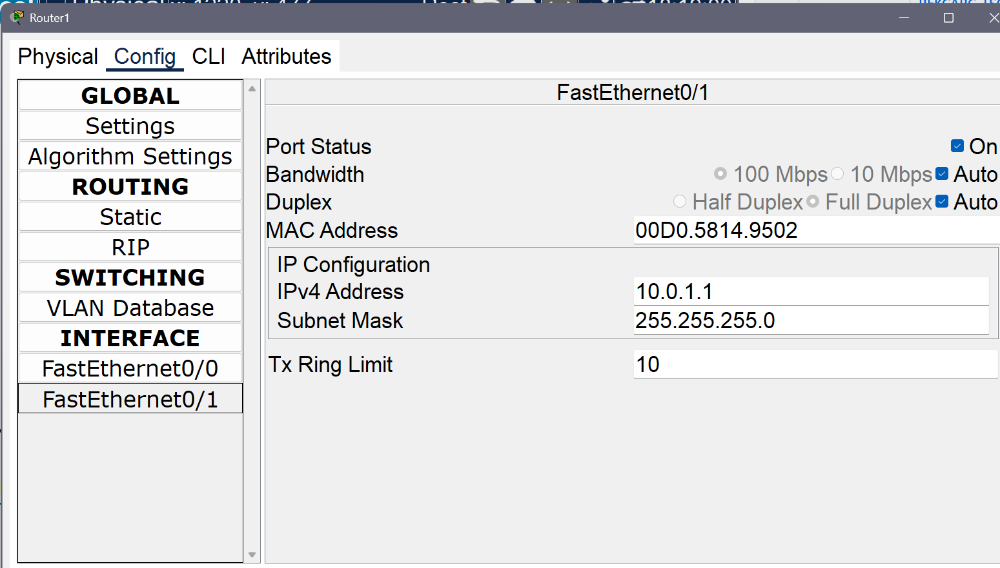 Router1
Physical Config CLI Attributes
GLOBAL
Settings
Algorithm Settings
ROUTING
Static
RIP
SWITCHING
VLAN Database
INTERFACE
FastEthernet0/0
FastEthernet0/1
FastEthernet0/1
Port Status On
Bandwidth 100 Mbps 10 Mbps Auto
Duplex Half Duplex Full Duplex Auto
MAC Address 00D0.5814.9502
IP Configuration
IPv4 Address 10.0.1.1
Subnet Mask 255.255.255.0
Tx Ring Limit 10